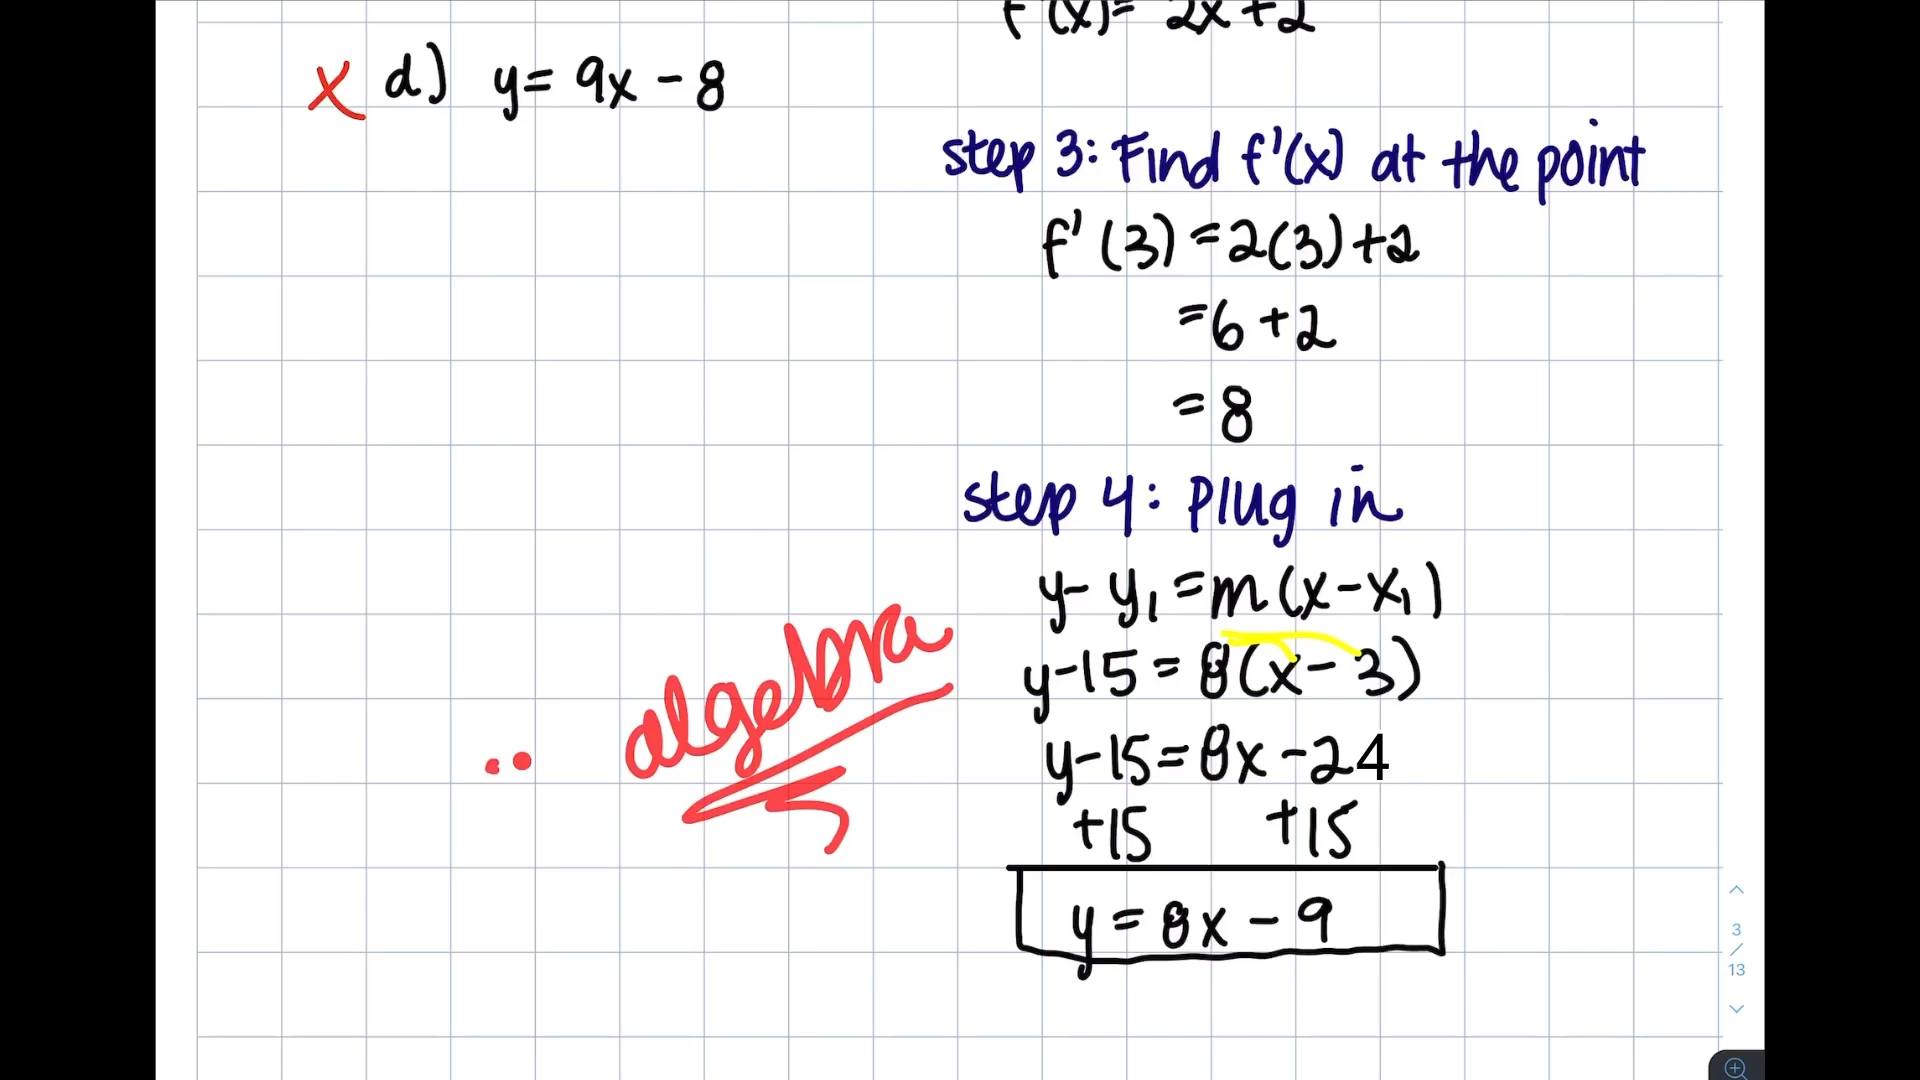 f'(x)= 2x+2
x d) y= 9x - 8
step 3: Find f'(x) at the point
f'(3) = 2(3)+2
= 6+2
= 8
step 4: Plug in
y- y₁ = m(x-x₁)
y-15 = 8(x-3)
y-15 = 8x-24
+15 +15
y = 8x - 9
algebra
3
/
13